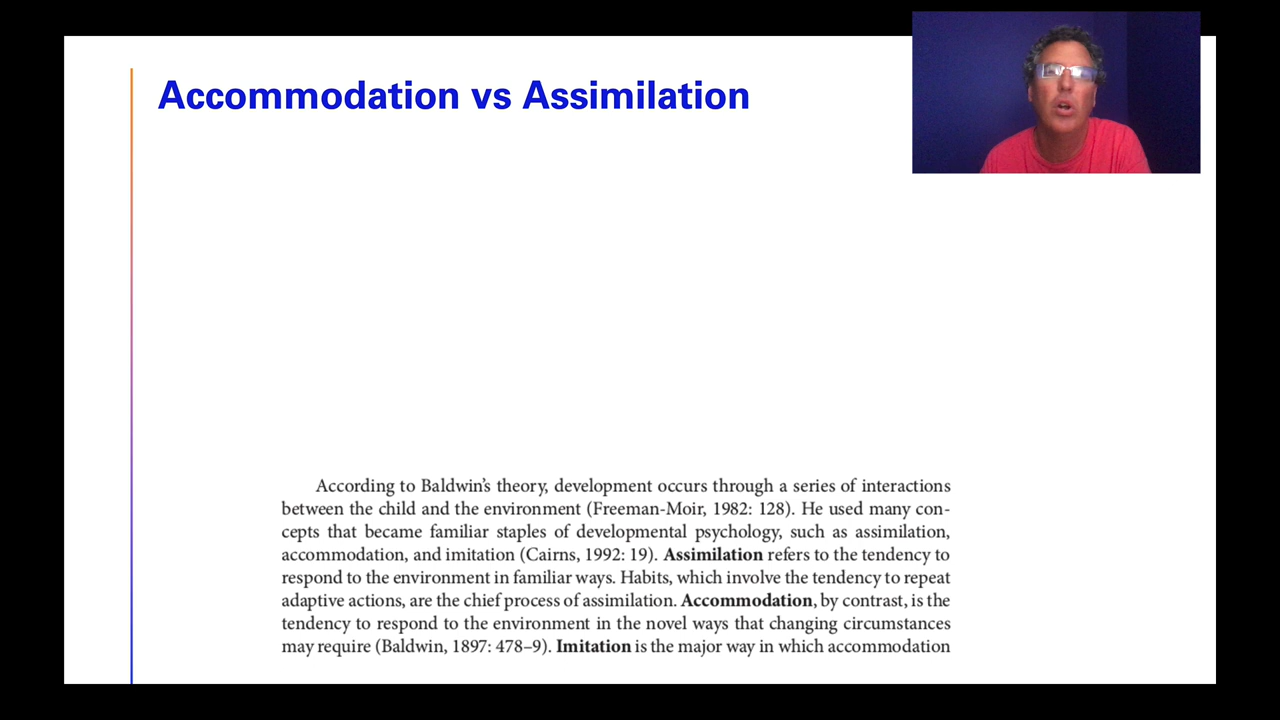 Accommodation vs Assimilation
According to Baldwin’s theory, development occurs through a series of interactions
between the child and the environment (Freeman-Moir, 1982: 128). He used many con-
cepts that became familiar staples of developmental psychology, such as assimilation,
accommodation, and imitation (Cairns, 1992: 19). Assimilation refers to the tendency to
respond to the environment in familiar ways. Habits, which involve the tendency to repeat
adaptive actions, are the chief process of assimilation. Accommodation, by contrast, is the
tendency to respond to the environment in the novel ways that changing circumstances
may require (Baldwin, 1897: 478–9). Imitation is the major way in which accommodation